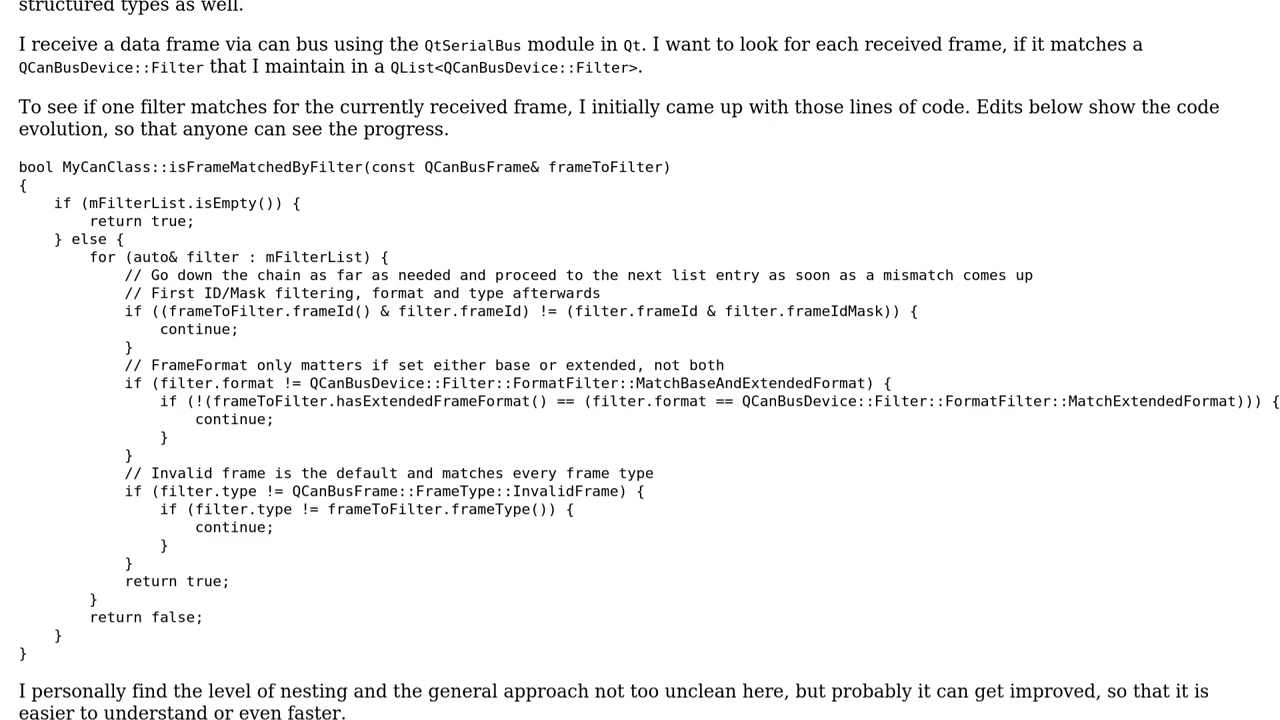 structured types as well.
I receive a data frame via can bus using the QtSerialBus module in Qt. I want to look for each received frame, if it matches a
QCanBusDevice::Filter that I maintain in a QList<QCanBusDevice::Filter>.
To see if one filter matches for the currently received frame, I initially came up with those lines of code. Edits below show the code
evolution, so that anyone can see the progress.
bool MyCanClass::isFrameMatchedByFilter(const QCanBusFrame& frameToFilter)
{
    if (mFilterList.isEmpty()) {
        return true;
    } else {
        for (auto& filter : mFilterList) {
            // Go down the chain as far as needed and proceed to the next list entry as soon as a mismatch comes up
            // First ID/Mask filtering, format and type afterwards
            if ((frameToFilter.frameId() & filter.frameId) != (filter.frameId & filter.frameIdMask)) {
                continue;
            }
            // FrameFormat only matters if set either base or extended, not both
            if (filter.format != QCanBusDevice::Filter::FormatFilter::MatchBaseAndExtendedFormat) {
                if (!(frameToFilter.hasExtendedFrameFormat() == (filter.format == QCanBusDevice::Filter::FormatFilter::MatchExtendedFormat))) {
                    continue;
                }
            }
            // Invalid frame is the default and matches every frame type
            if (filter.type != QCanBusFrame::FrameType::InvalidFrame) {
                if (filter.type != frameToFilter.frameType()) {
                    continue;
                }
            }
            return true;
        }
        return false;
    }
}
I personally find the level of nesting and the general approach not too unclean here, but probably it can get improved, so that it is
easier to understand or even faster.